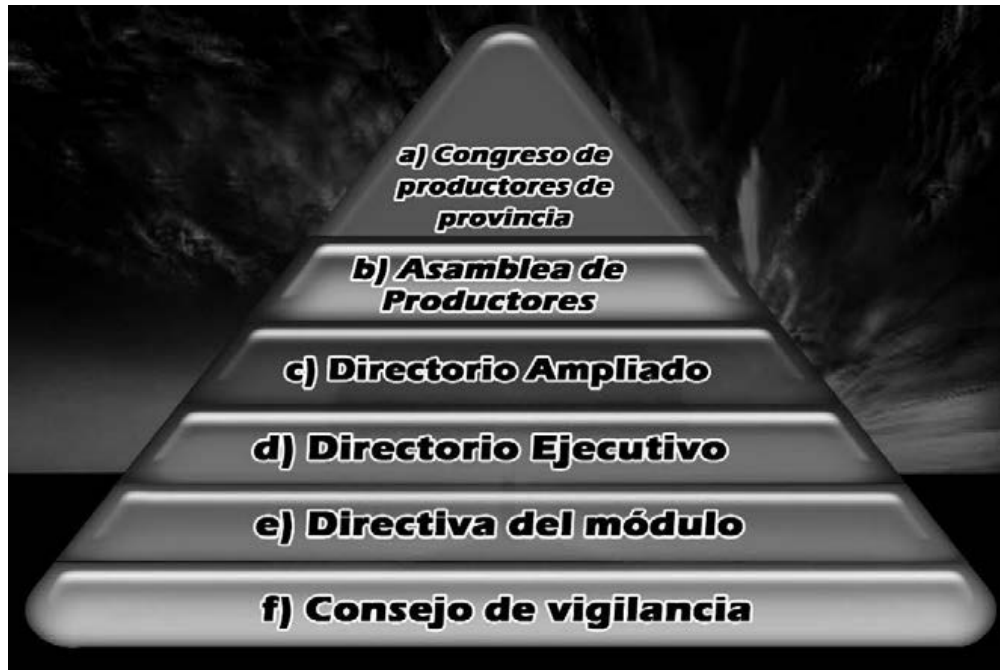 a) Congreso de
productores de
provincia
b) Asamblea de
Productores
c) Directorio Ampliado
d) Directorio Ejecutivo
e) Directiva del módulo
f) Consejo de vigilancia